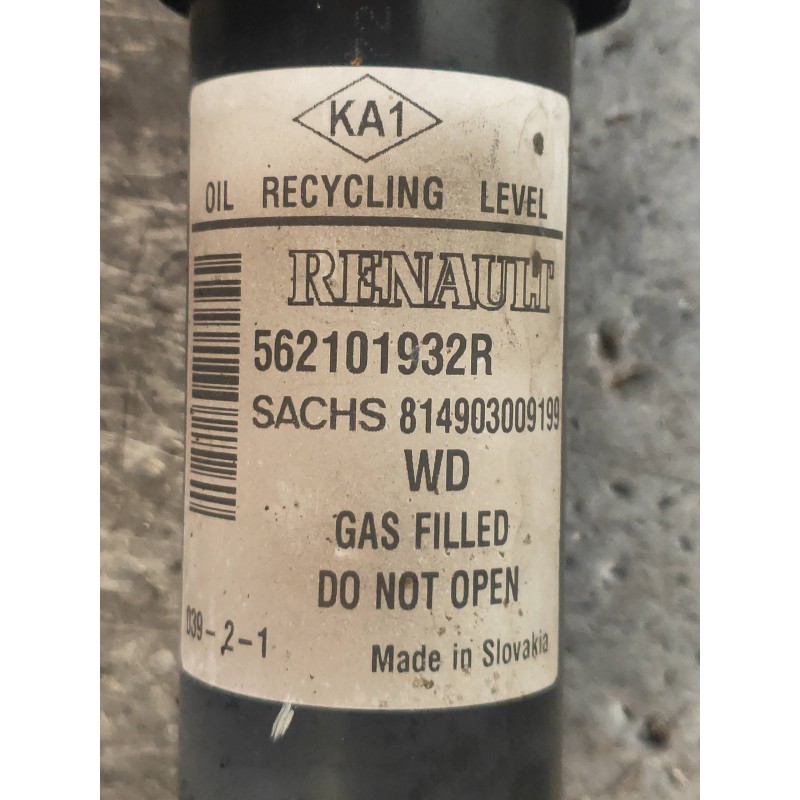 KA1
OIL RECYCLING LEVEL
RENAULT
562101932R
SACHS 814903009199
WD
GAS FILLED
DO NOT OPEN
039-2-1
Made in Slovakia